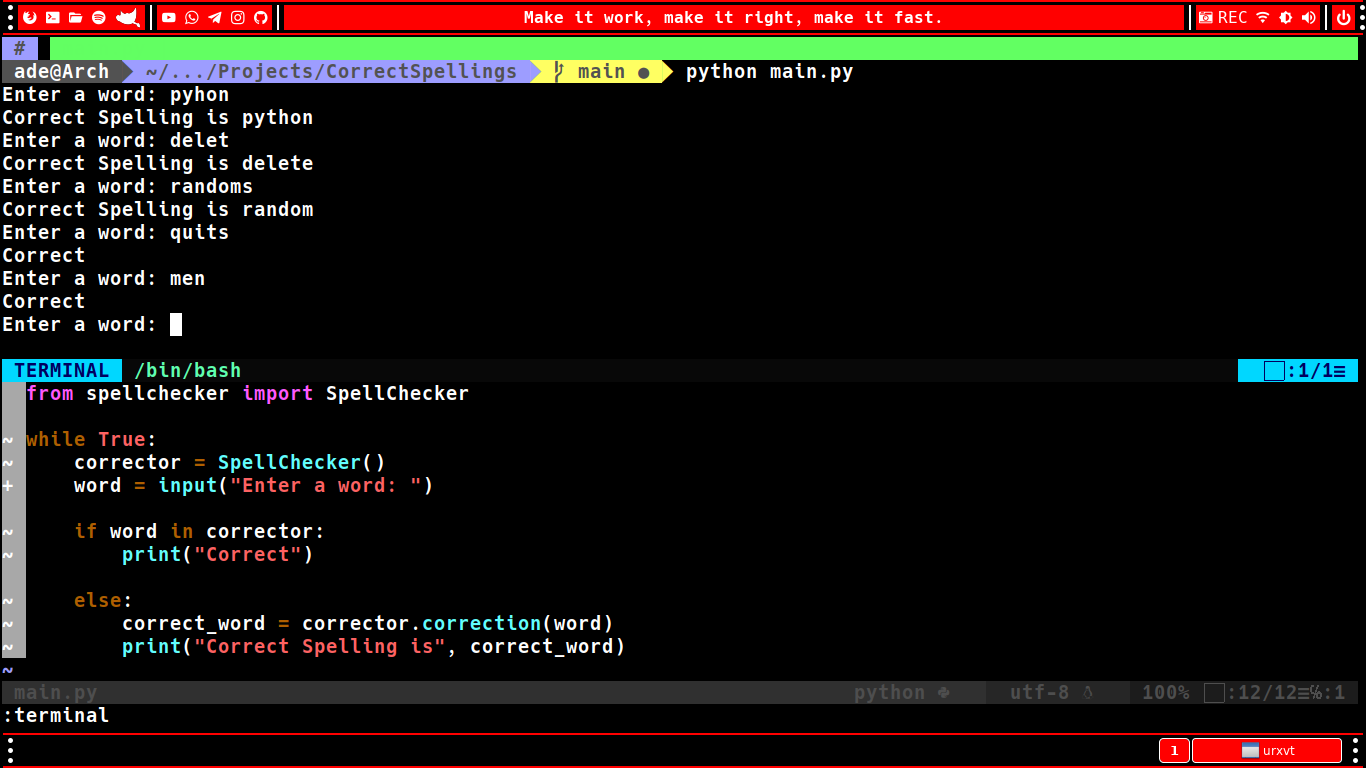 Make it work, make it right, make it fast.
REC
#
ade@Arch ~/.../Projects/CorrectSpellings main ● python main.py
Enter a word: pyhon
Correct Spelling is python
Enter a word: delet
Correct Spelling is delete
Enter a word: randoms
Correct Spelling is random
Enter a word: quits
Correct
Enter a word: men
Correct
Enter a word:
TERMINAL /bin/bash :1/1≡
from spellchecker import SpellChecker
~ while True:
~     corrector = SpellChecker()
+     word = input("Enter a word: ")
~     if word in corrector:
~         print("Correct")
~     else:
~         correct_word = corrector.correction(word)
~         print("Correct Spelling is", correct_word)
~
main.py python utf-8 100% :12/12≡℅:1
:terminal
1 urxvt